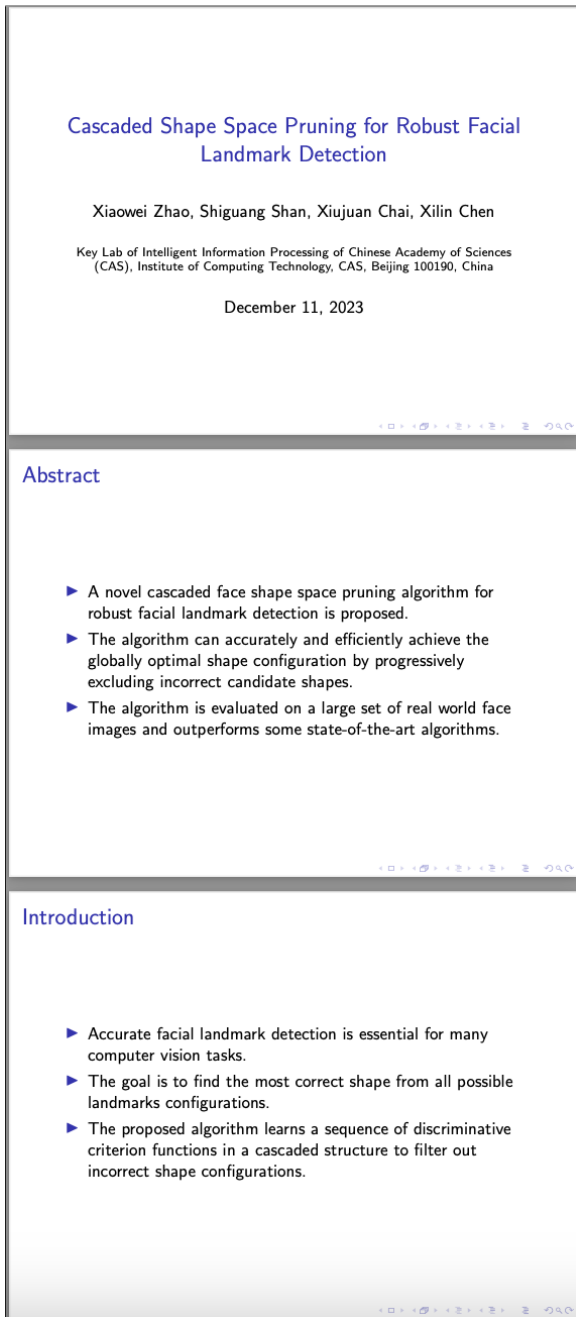 Cascaded Shape Space Pruning for Robust Facial
Landmark Detection
Xiaowei Zhao, Shiguang Shan, Xiujuan Chai, Xilin Chen
Key Lab of Intelligent Information Processing of Chinese Academy of Sciences
(CAS), Institute of Computing Technology, CAS, Beijing 100190, China
December 11, 2023
Abstract
A novel cascaded face shape space pruning algorithm for
robust facial landmark detection is proposed.
The algorithm can accurately and efficiently achieve the
globally optimal shape configuration by progressively
excluding incorrect candidate shapes.
The algorithm is evaluated on a large set of real world face
images and outperforms some state-of-the-art algorithms.
Introduction
Accurate facial landmark detection is essential for many
computer vision tasks.
The goal is to find the most correct shape from all possible
landmarks configurations.
The proposed algorithm learns a sequence of discriminative
criterion functions in a cascaded structure to filter out
incorrect shape configurations.